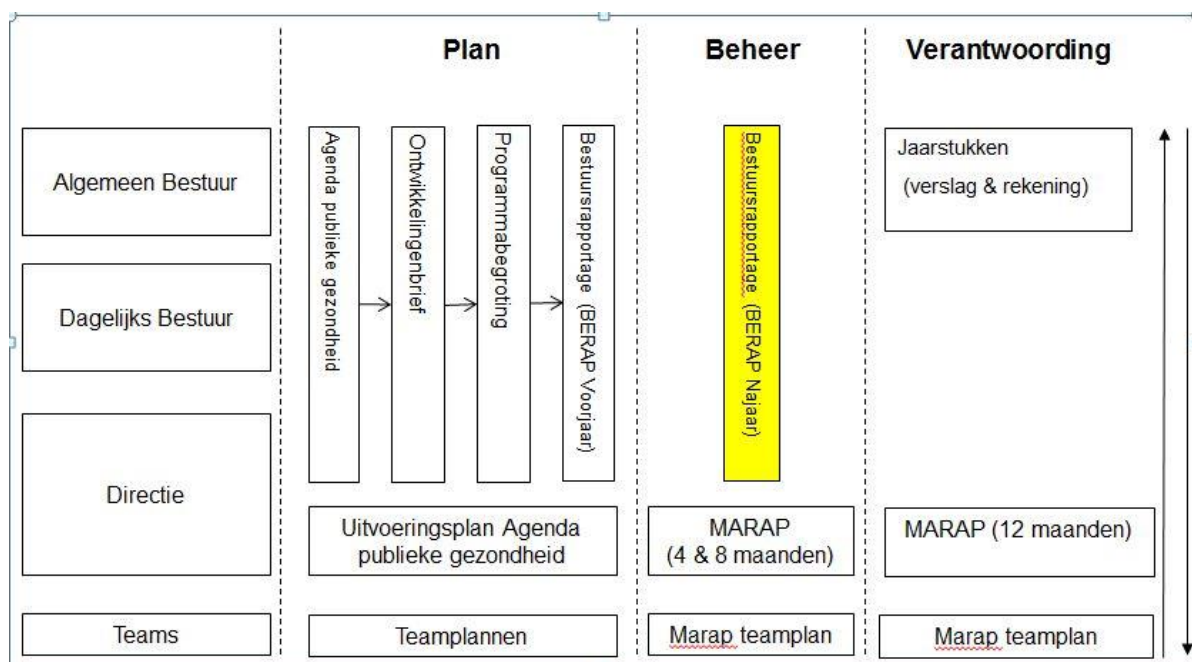 Plan
Beheer
Verantwoording
Algemeen Bestuur
Agenda publieke gezondheid
Ontwikkelingenbrief
Programmabegroting
Bestuursrapportage (BERAP Voorjaar)
Bestuursrapportage (BERAP Najaar)
Jaarstukken
(verslag & rekening)
Dagelijks Bestuur
Directie
Uitvoeringsplan Agenda
publieke gezondheid
MARAP
(4 & 8 maanden)
MARAP (12 maanden)
Teams
Teamplannen
Marap teamplan
Marap teamplan